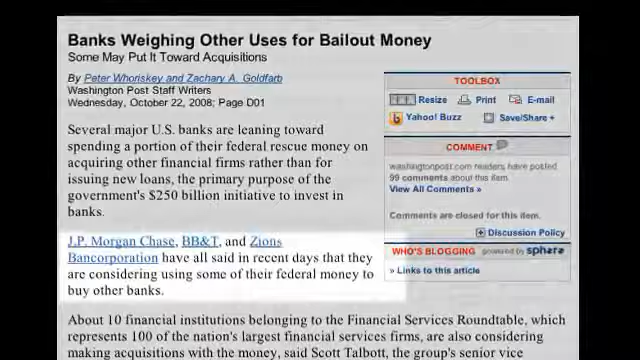 Banks Weighing Other Uses for Bailout Money
Some May Put It Toward Acquisitions
By Peter Whoriskey and Zachary A. Goldfarb
Washington Post Staff Writers
Wednesday, October 22, 2008; Page D01
Several major U.S. banks are leaning toward
spending a portion of their federal rescue money on
acquiring other financial firms rather than for
issuing new loans, the primary purpose of the
government's $250 billion initiative to invest in
banks.
J.P. Morgan Chase, BB&T, and Zions
Bancorporation have all said in recent days that they
are considering using some of their federal money to
buy other banks.
About 10 financial institutions belonging to the Financial Services Roundtable, which
represents 100 of the nation's largest financial services firms, are also considering
making acquisitions with the money, said Scott Talbott, the group's senior vice
TOOLBOX
Resize Print E-mail
Yahoo! Buzz Save/Share +
COMMENT
washingtonpost.com readers have posted
99 comments about this item.
View All Comments »
Comments are closed for this item.
Discussion Policy
WHO'S BLOGGING powered by sphere
» Links to this article